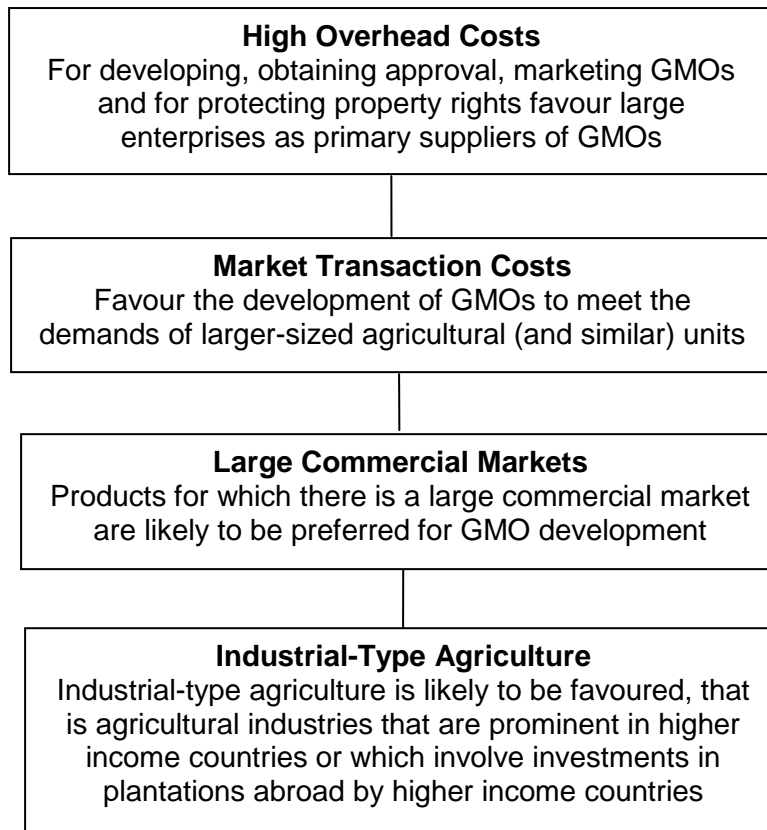 High Overhead Costs
For developing, obtaining approval, marketing GMOs
and for protecting property rights favour large
enterprises as primary suppliers of GMOs
Market Transaction Costs
Favour the development of GMOs to meet the
demands of larger-sized agricultural (and similar) units
Large Commercial Markets
Products for which there is a large commercial market
are likely to be preferred for GMO development
Industrial-Type Agriculture
Industrial-type agriculture is likely to be favoured, that
is agricultural industries that are prominent in higher
income countries or which involve investments in
plantations abroad by higher income countries